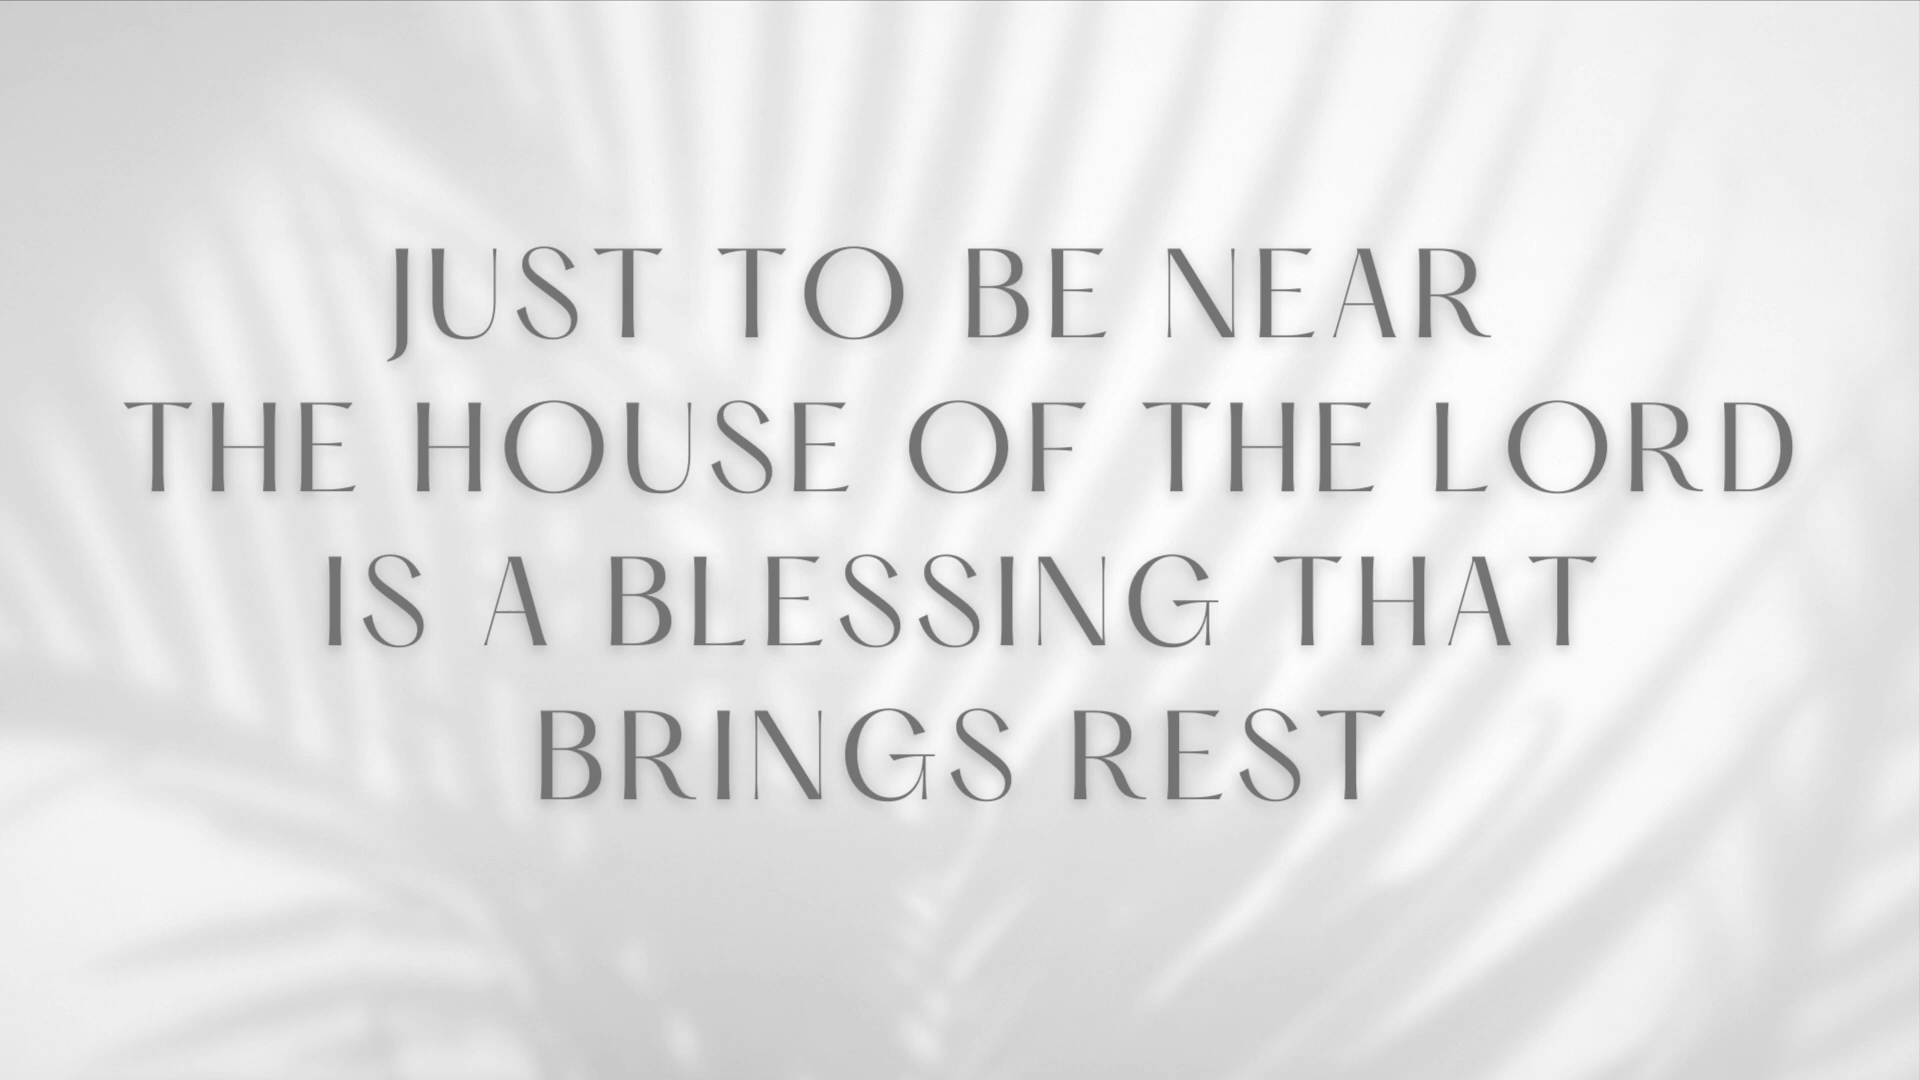 JUST TO BE NEAR
THE HOUSE OF THE LORD
IS A BLESSING THAT
BRINGS REST